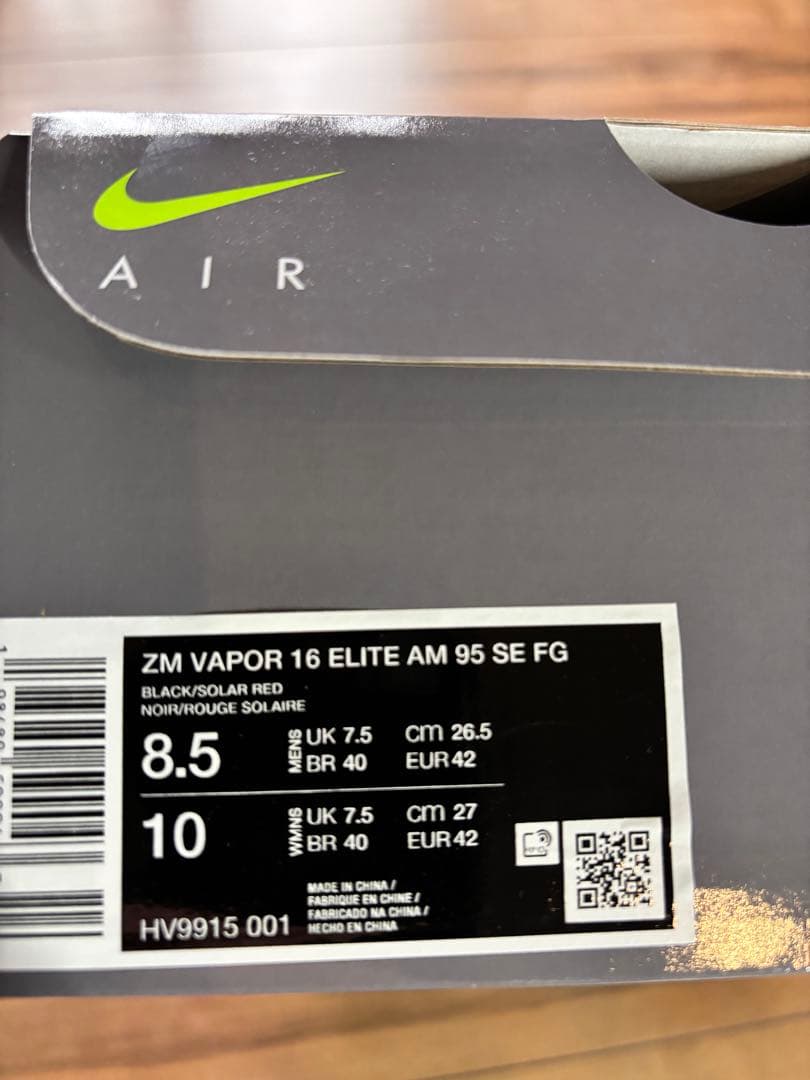 AIR
ZM VAPOR 16 ELITE AM 95 SE FG
BLACK/SOLAR RED
NOIR/ROUGE SOLAIRE
8.5 MENS UK 7.5 cm 26.5
BR 40 EUR 42
10 WMNS UK 7.5 cm 27
BR 40 EUR 42
MADE IN CHINA /
FABRIQUE EN CHINE /
FABRICADO NA CHINA /
HV9915 001 HECHO EN CHINA